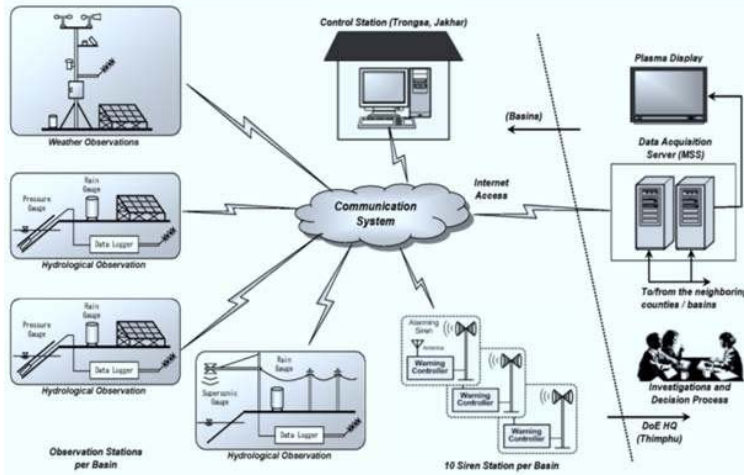 Control Station (Trongsa, Jakhar)
Plasma Display
(Basins)
Weather Observations
Data Acquisition
Server (MSS)
Internet
Access
Communication
System
Rain
Gauge
Pressure
Gauge
Data Logger
Hydrological Observation
To/from the neighboring
counties / basins
Rain
Gauge
Pressure
Gauge
Data Logger
Hydrological Observation
Alarming
Siren
Antenna
Warning
Controller
Warning
Controller
Warning
Controller
Rain
Gauge
Supersonic
Gauge
Data Logger
Hydrological Observation
Investigations and
Decision Process
DoE HQ
(Thimphu)
Observation Stations
per Basin
10 Siren Station per Basin